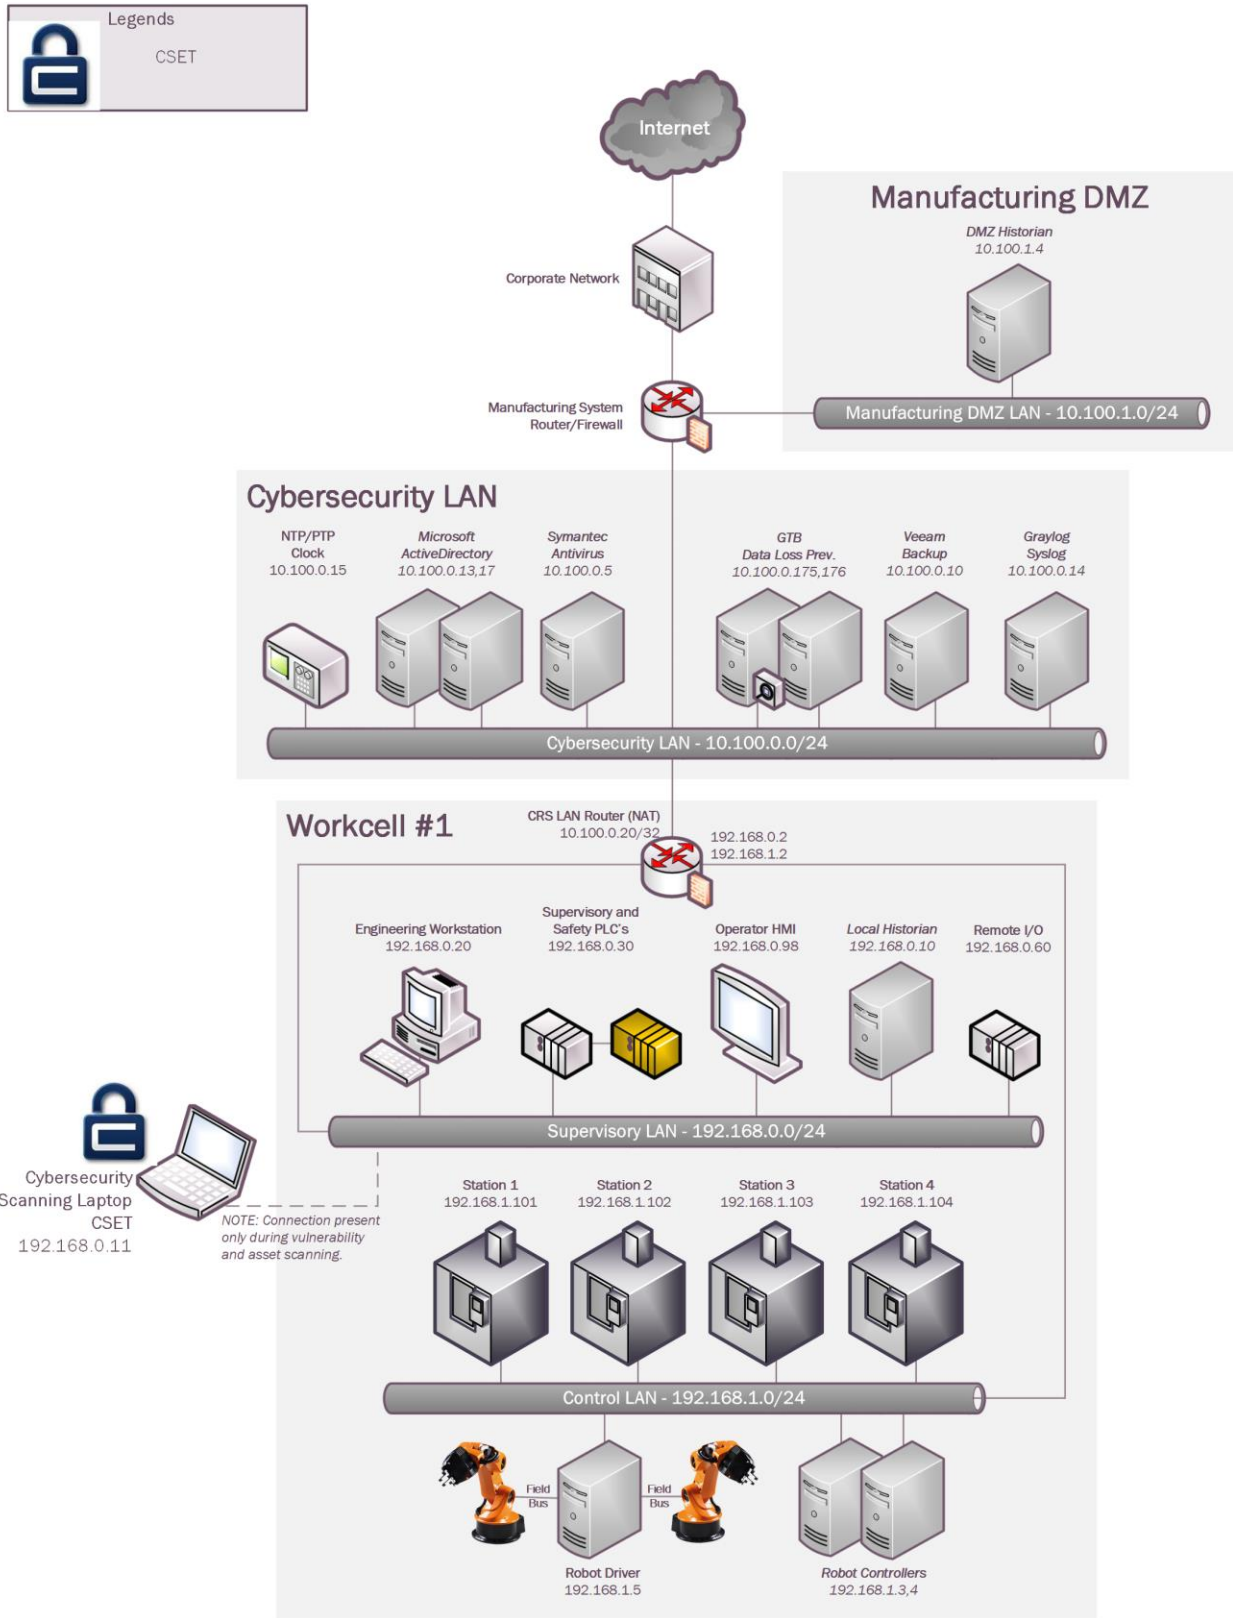 Legends
CSET
Internet
Manufacturing DMZ
DMZ Historian
10.100.1.4
Corporate Network
Manufacturing System
Router/Firewall
Manufacturing DMZ LAN - 10.100.1.0/24
Cybersecurity LAN
NTP/PTP
Clock
10.100.0.15
Microsoft
ActiveDirectory
10.100.0.13,17
Symantec
Antivirus
10.100.0.5
GTB
Data Loss Prev.
10.100.0.175,176
Veeam
Backup
10.100.0.10
Graylog
Syslog
10.100.0.14
Cybersecurity LAN - 10.100.0.0/24
Workcell #1
CRS LAN Router (NAT)
10.100.0.20/32
192.168.0.2
192.168.1.2
Engineering Workstation
192.168.0.20
Supervisory and
Safety PLC's
192.168.0.30
Operator HMI
192.168.0.98
Local Historian
192.168.0.10
Remote I/O
192.168.0.60
Supervisory LAN - 192.168.0.0/24
Cybersecurity
Scanning Laptop
CSET
192.168.0.11
NOTE: Connection present
only during vulnerability
and asset scanning.
Station 1
192.168.1.101
Station 2
192.168.1.102
Station 3
192.168.1.103
Station 4
192.168.1.104
Control LAN - 192.168.1.0/24
Field
Bus
Field
Bus
Robot Driver
192.168.1.5
Robot Controllers
192.168.1.3,4